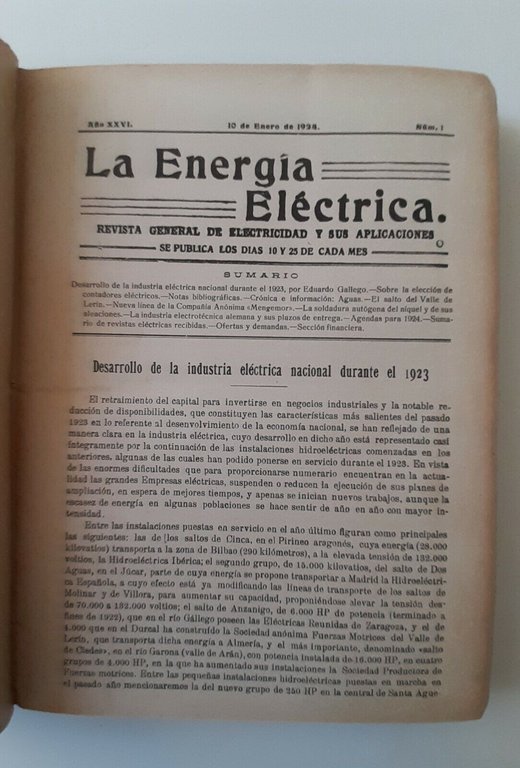 Año XXVI. 10 de Enero de 1924. Núm. 1
La Energía
Eléctrica.
REVISTA GENERAL DE ELECTRICIDAD Y SUS APLICACIONES
SE PUBLICA LOS DIAS 10 Y 25 DE CADA MES
SUMARIO
Desarrollo de la industria eléctrica nacional durante el 1923, por Eduardo Gallego.—Sobre la elección de
contadores eléctricos.—Notas bibliográficas.—Crónica e información: Aguas.—El salto del Valle de
Lerín.—Nueva línea de la Compañía Anónima «Mengemor».—La soldadura autógena del níquel y de sus
aleaciones.—La industria electrotécnica alemana y sus plazos de entrega.—Agendas para 1924.—Suma-
rio de revistas eléctricas recibidas.—Ofertas y demandas.—Sección financiera.
Desarrollo de la industria eléctrica nacional durante el 1923
El retraimiento del capital para invertirse en negocios industriales y la notable re-
ducción de disponibilidades, que constituyen las características más salientes del pasado
1923 en lo referente al desenvolvimiento de la economía nacional, se han reflejado de una
manera clara en la industria eléctrica, cuyo desarrollo en dicho año está representado casi
íntegramente por la continuación de las instalaciones hidroeléctricas comenzadas en los
anteriores, algunas de las cuales han podido ponerse en servicio durante el 1923. En vista
de las enormes dificultades que para proporcionarse numerario encuentran en la actua-
lidad las grandes Empresas eléctricas, suspenden o reducen la ejecución de sus planes de
ampliación, en espera de mejores tiempos, y apenas se inician nuevos trabajos, aunque la
escasez de energía en algunas poblaciones se hace sentir de año en año con mayor in-
tensidad.
Entre las instalaciones puestas en servicio en el año último figuran como principales
las siguientes: las de los saltos de Cinca, en el Pirineo aragonés, cuya energía (28.000
kilovatios) transporta a la zona de Bilbao (290 kilómetros), a la elevada tensión de 132.000
voltios, la Hidroeléctrica Ibérica; el segundo grupo, de 15.000 kilovatios, del salto de Dos
Aguas, en el Júcar, parte de cuya energía se propone transportar a Madrid la Hidroeléctri-
ca Española, a cuyo efecto está ya modificando las líneas de transporte de los saltos de
Molinar y de Villora, para aumentar su capacidad, proponiéndose elevar la tensión des-
de 70.000 a 132.000 voltios; el salto de Anzanigo, de 6.000 HP de potencia (terminado a
fines de 1922), que en el río Gállego poseen las Eléctricas Reunidas de Zaragoza, y el de
4.000 que en el Durcal ha construído la Sociedad anónima Fuerzas Motrices del Valle de
Lerín, que transporta dicha energía a Almería, y el más importante, denominado «salto
de Cledes», en el río Garona (valle de Arán), con potencia instalada de 16.000 HP, en cuatro
grupos de 4.000 HP, en la que ha aumentado sus instalaciones la Sociedad Productora de
Fuerzas motrices. Entre las pequeñas instalaciones hidroeléctricas puestas en marcha en
el pasado año mencionaremos la del nuevo grupo de 250 HP en la central de Santa Ague